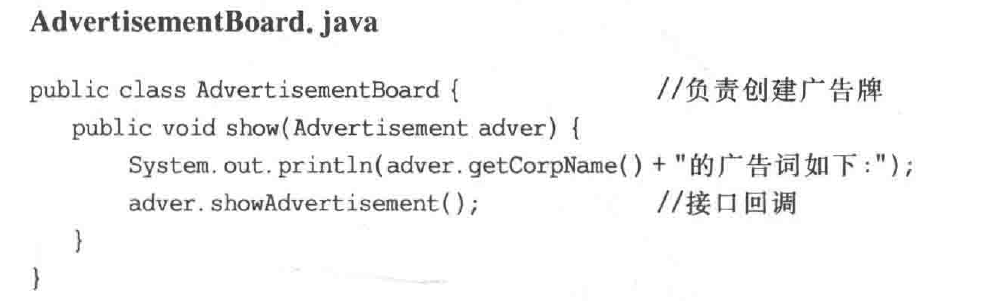 AdvertisementBoard. java
public class AdvertisementBoard { //负责创建广告牌
public void show(Advertisement adver) {
System.out.println(adver.getCorpName() + "的广告词如下:");
adver.showAdvertisement(); //接口回调
}
}